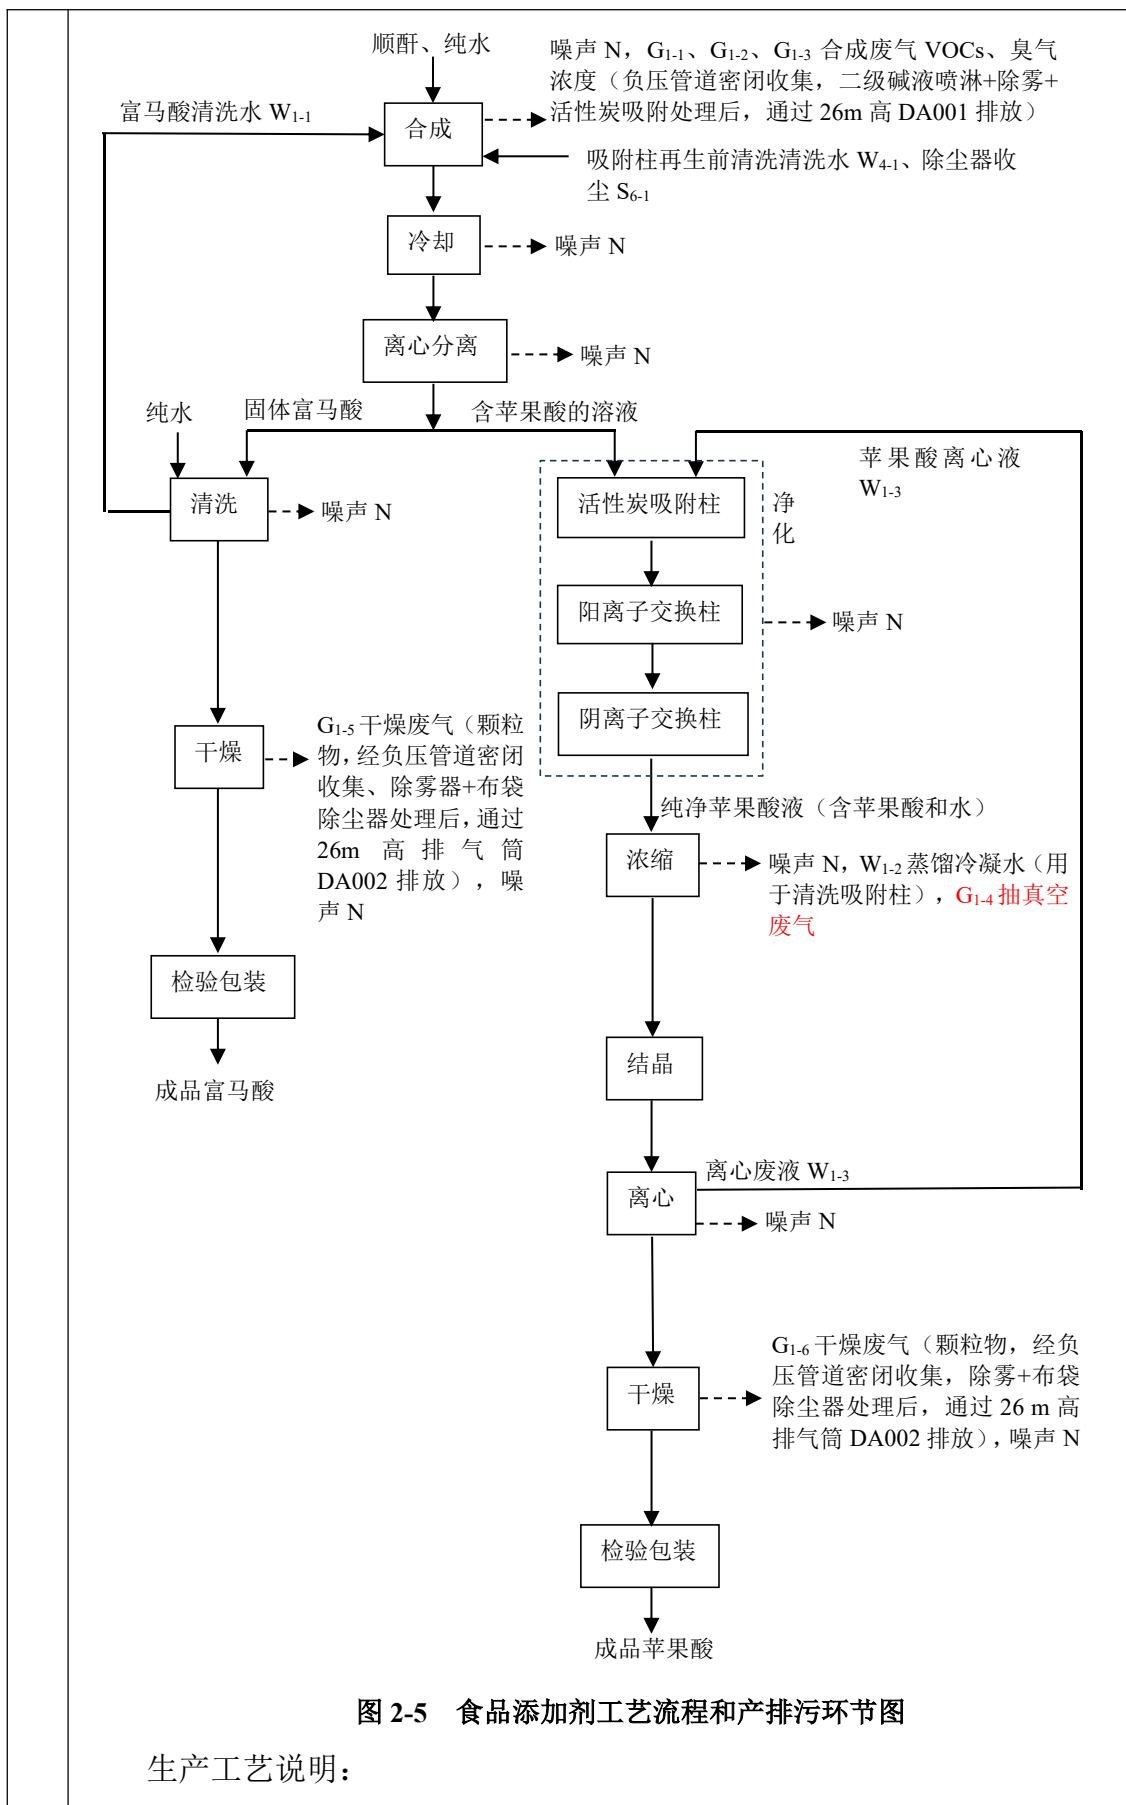 顺酐、纯水
噪声 N，G1-1、G1-2、G1-3 合成废气 VOCs、臭气
浓度（负压管道密闭收集，二级碱液喷淋+除雾+
活性炭吸附处理后，通过 26m 高 DA001 排放）
富马酸清洗水 W1-1
合成
吸附柱再生前清洗清洗水 W4-1、除尘器收
尘 S6-1
冷却
噪声 N
离心分离
噪声 N
纯水
固体富马酸
含苹果酸的溶液
苹果酸离心液
W1-3
清洗
噪声 N
活性炭吸附柱
净
化
阳离子交换柱
噪声 N
阴离子交换柱
G1-5 干燥废气（颗粒
物，经负压管道密闭
收集、除雾器+布袋
除尘器处理后，通过
26m 高排气筒
DA002 排放），噪
声 N
干燥
纯净苹果酸液（含苹果酸和水）
浓缩
噪声 N，W1-2 蒸馏冷凝水（用
于清洗吸附柱），G1-4 抽真空
废气
检验包装
结晶
成品富马酸
离心废液 W1-3
离心
噪声 N
G1-6 干燥废气（颗粒物，经负
压管道密闭收集，除雾+布袋
除尘器处理后，通过 26 m 高
排气筒 DA002 排放），噪声 N
干燥
检验包装
成品苹果酸
图 2-5 食品添加剂工艺流程和产排污环节图
生产工艺说明：